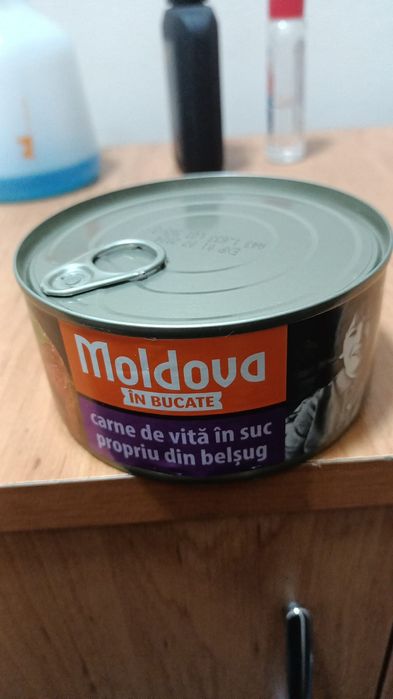 Moldova
ÎN BUCATE
carne de vită în suc
propriu din belșug